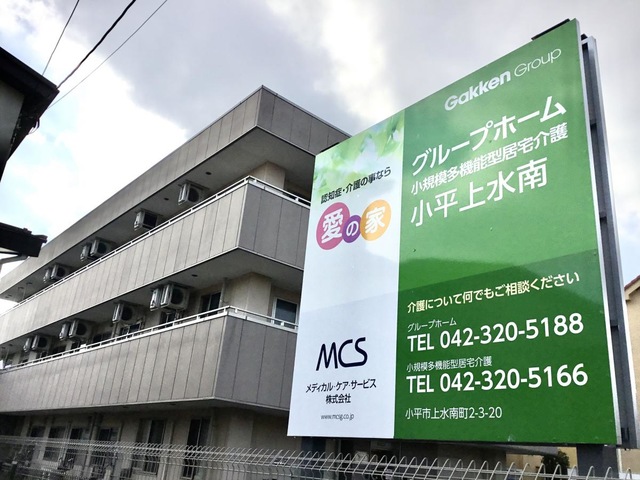 Gakken Group
グループホーム
小規模多機能型居宅介護
小平上水南
認知症・介護の事なら
愛の家
介護について何でもご相談ください
グループホーム
TEL 042-320-5188
小規模多機能型居宅介護
TEL 042-320-5166
小平市上水南町2-3-20
MCS
メディカル・ケア・サービス
株式会社
www.mcsg.co.jp